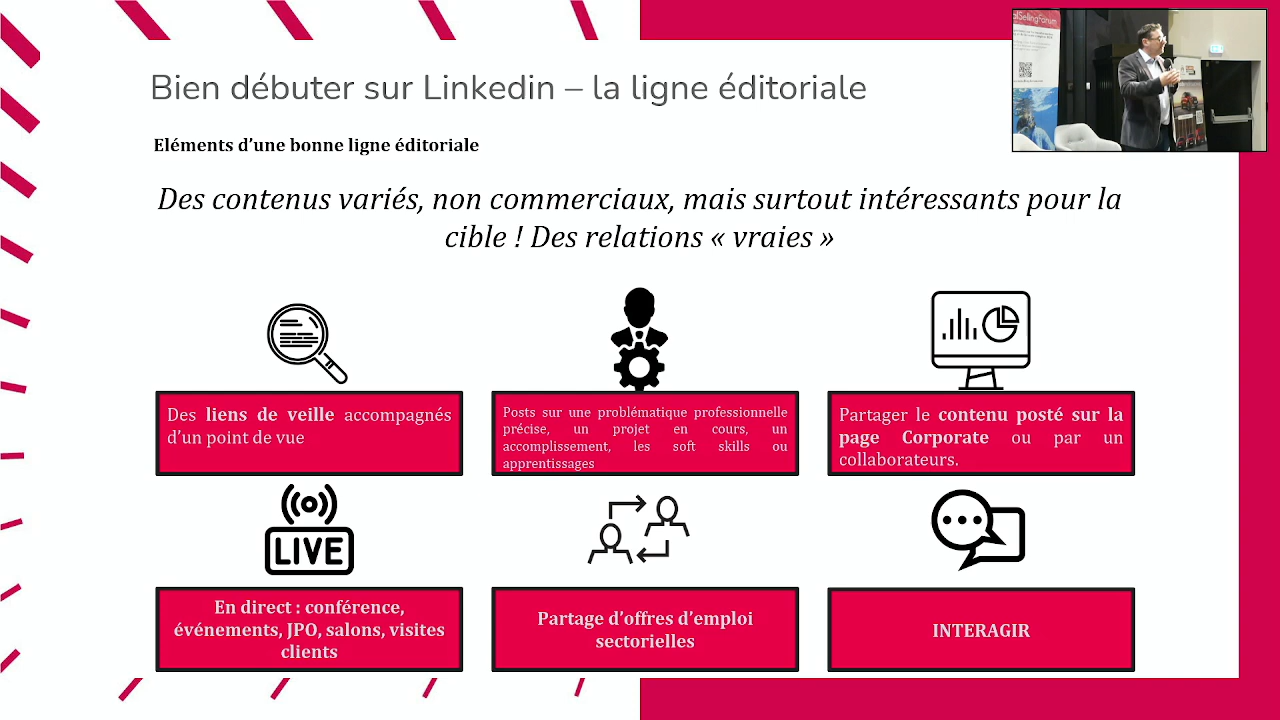 Bien débuter sur Linkedin – la ligne éditoriale
Eléments d’une bonne ligne éditoriale
Des contenus variés, non commerciaux, mais surtout intéressants pour la
cible ! Des relations « vraies »
Des liens de veille accompagnés
d’un point de vue
Posts sur une problématique professionnelle
précise, un projet en cours, un
accomplissement, les soft skills ou
apprentissages
Partager le contenu posté sur la
page Corporate ou par un
collaborateurs.
LIVE
En direct : conférence,
événements, JPO, salons, visites
clients
Partage d’offres d’emploi
sectorielles
INTERAGIR